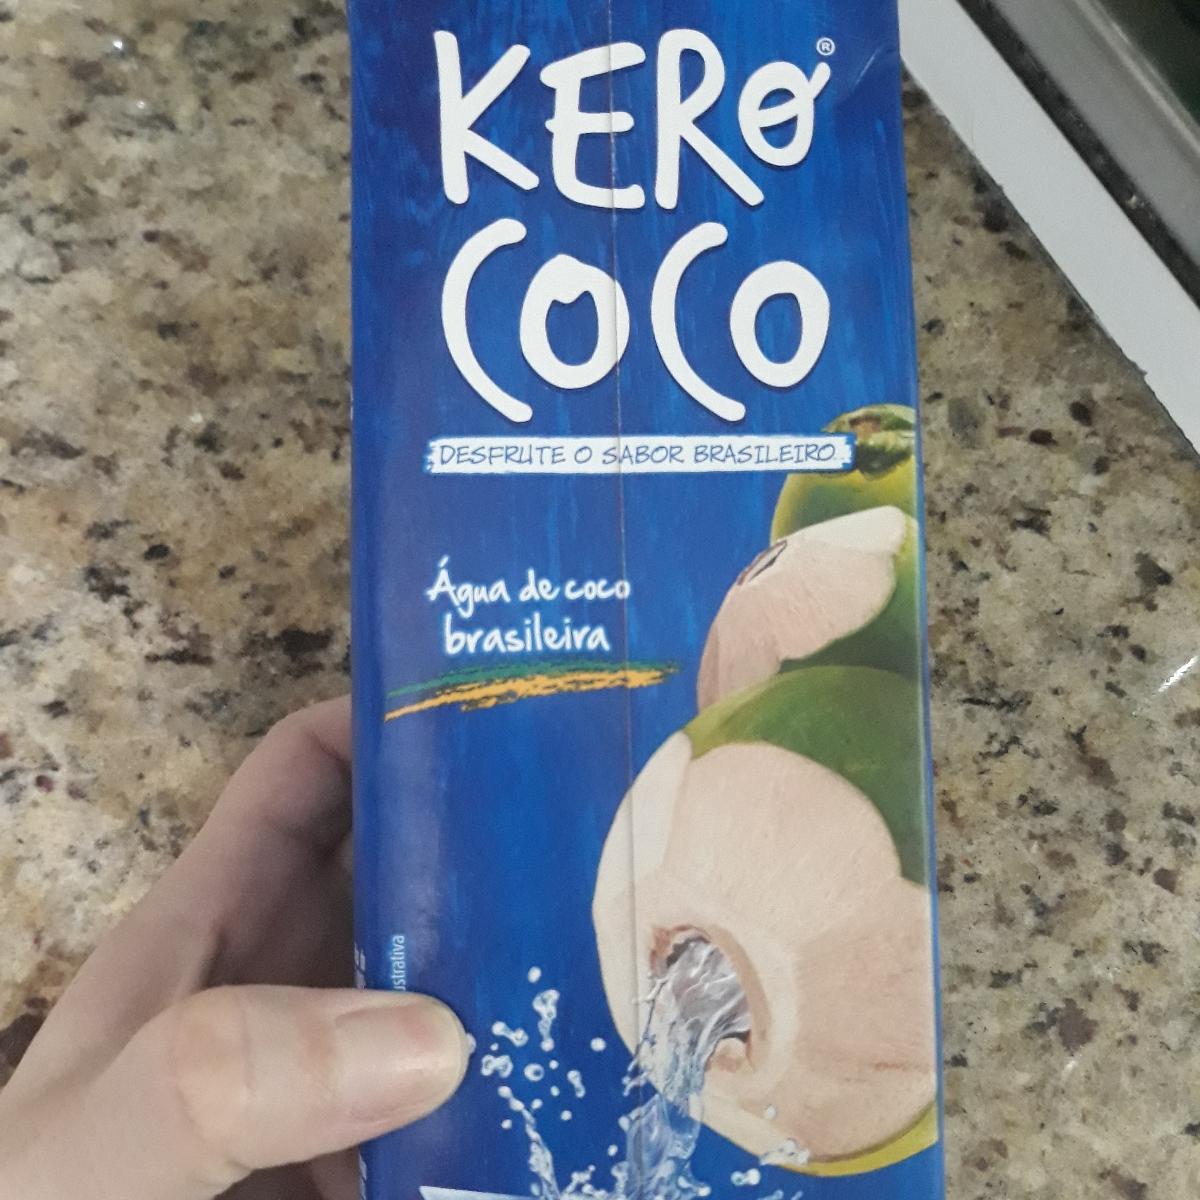 KERO®
COCO
DESFRUTE O SABOR BRASILEIRO
Água de coco
brasileira